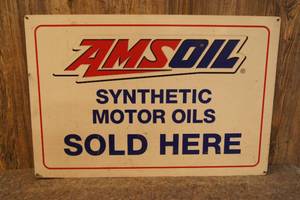 AMSOIL®
SYNTHETIC
MOTOR OILS
SOLD HERE